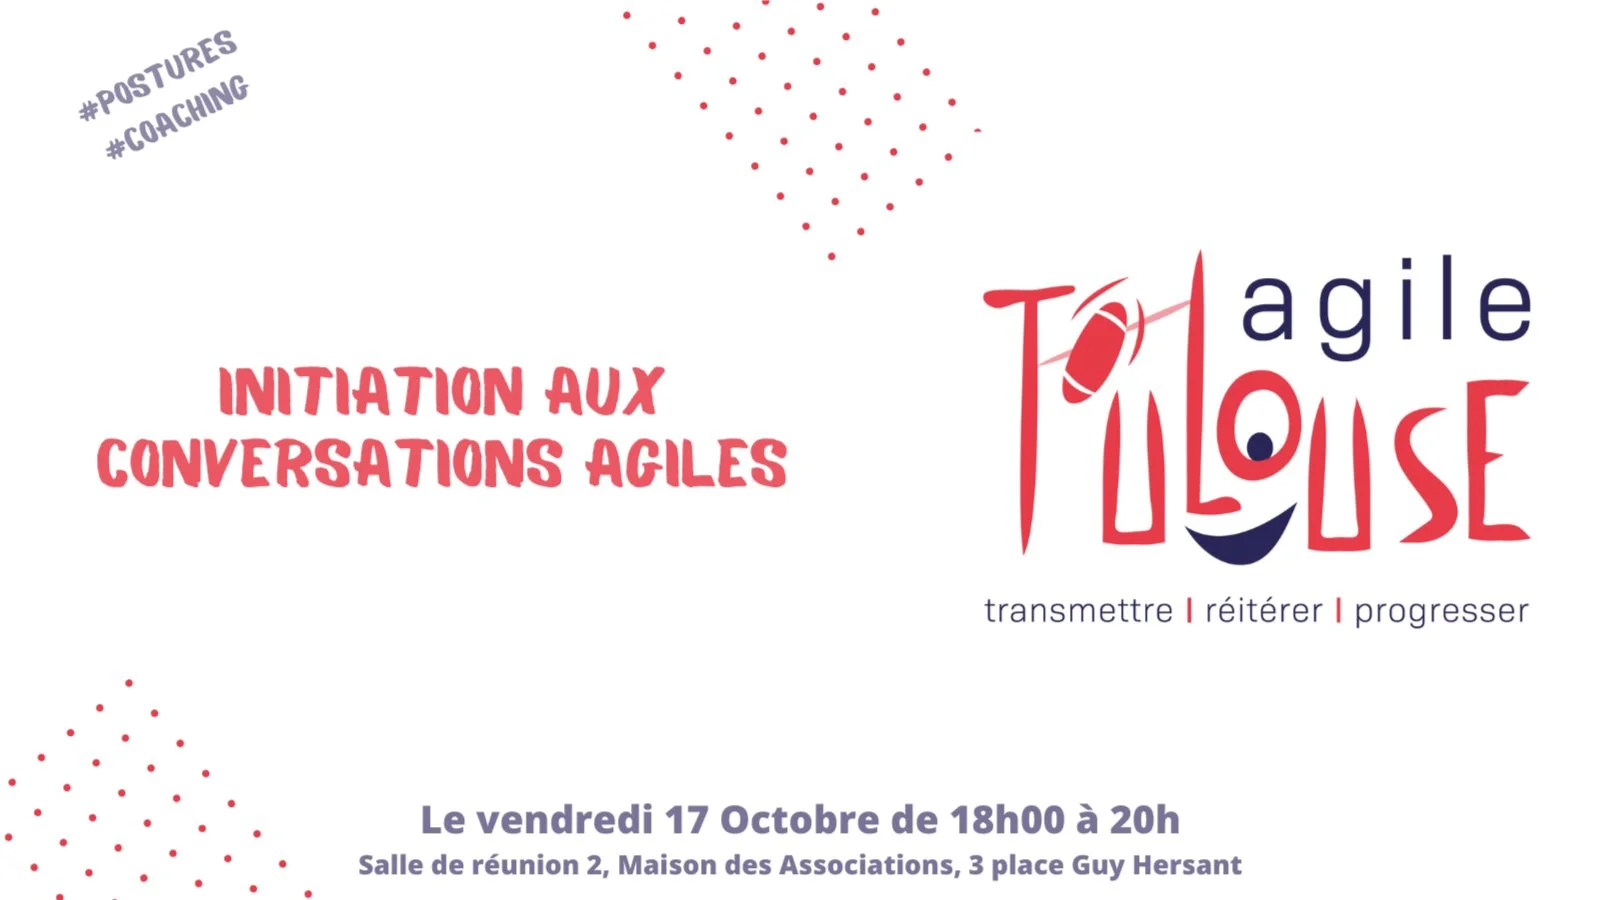 #POSTURES
#COACHING
INITIATION AUX
CONVERSATIONS AGILES
agile
TOULOUSE
transmettre | réitérer | progresser
Le vendredi 17 Octobre de 18h00 à 20h
Salle de réunion 2, Maison des Associations, 3 place Guy Hersant